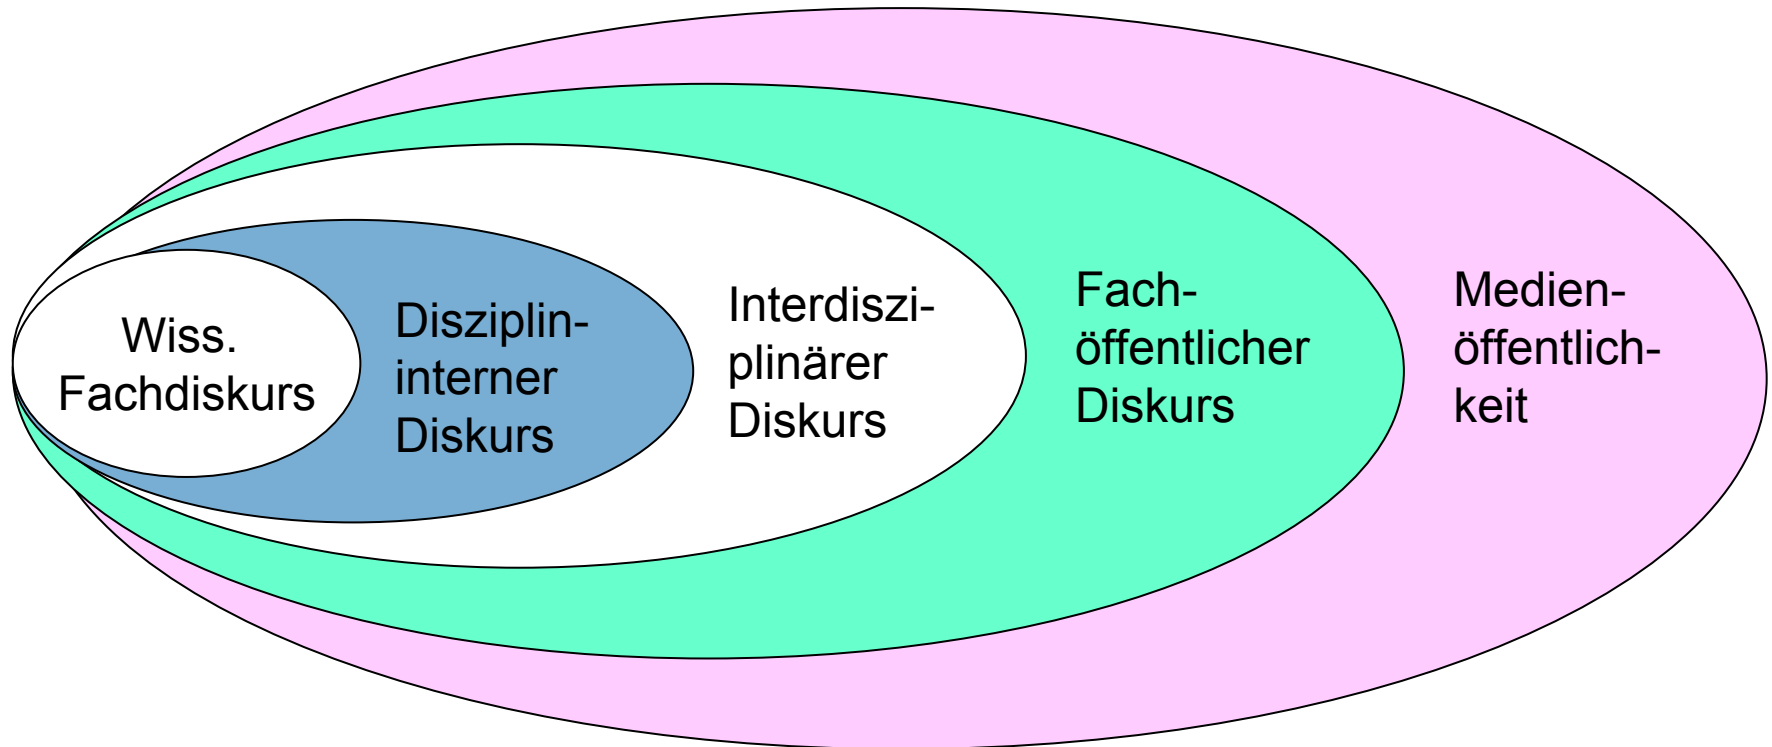 Wiss.
Fachdiskurs
Disziplin-
interner
Diskurs
Interdiszi-
plinärer
Diskurs
Fach-
öffentlicher
Diskurs
Medien-
öffentlich-
keit